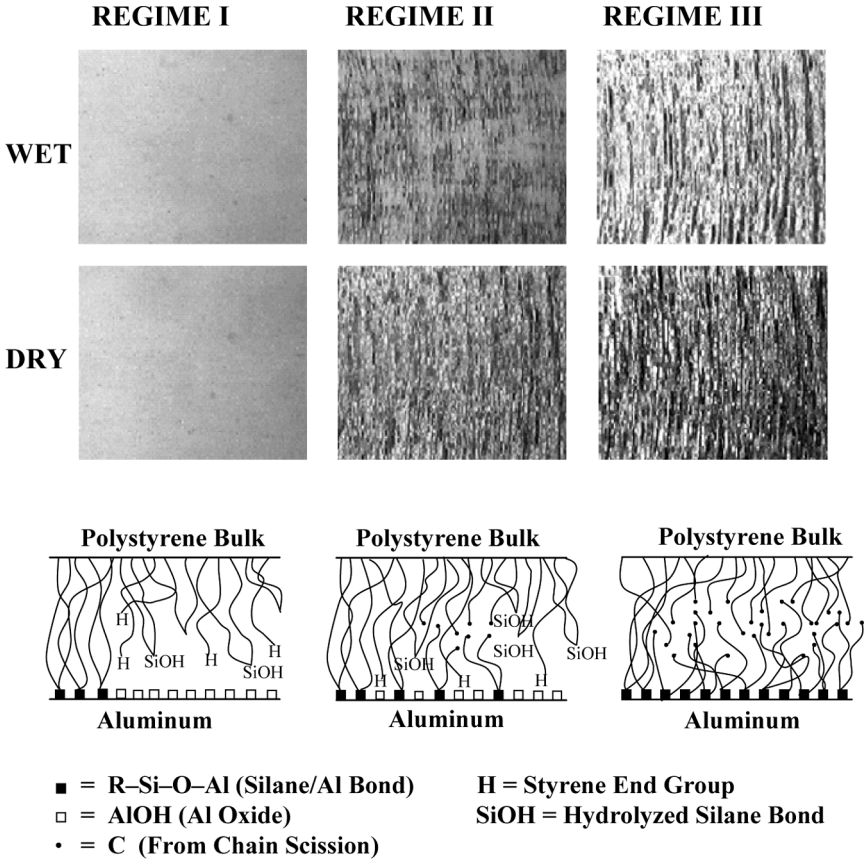 REGIME I REGIME II REGIME III
WET
DRY
Polystyrene Bulk Polystyrene Bulk Polystyrene Bulk
H SiOH
H SiOH H H SiOH SiOH SiOH SiOH
H H H
Aluminum Aluminum Aluminum
■ = R–Si–O–Al (Silane/Al Bond) H = Styrene End Group
□ = AlOH (Al Oxide) SiOH = Hydrolyzed Silane Bond
• = C (From Chain Scission)